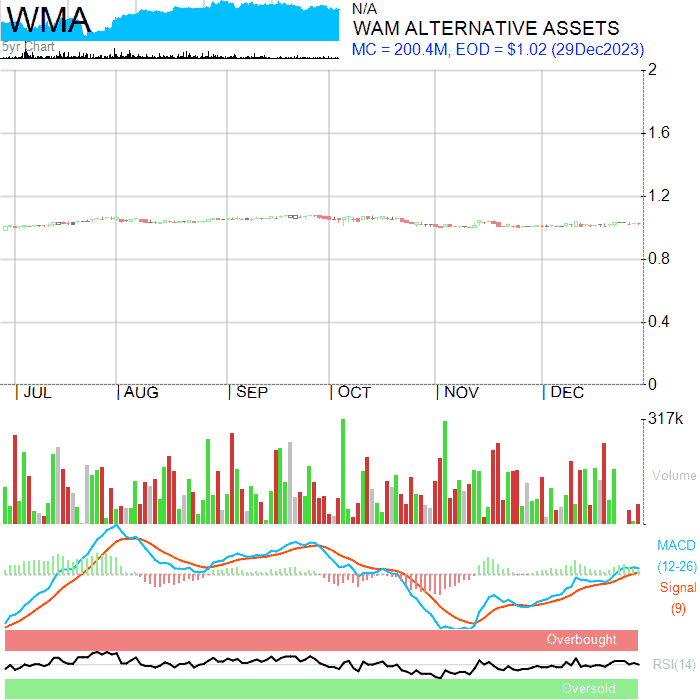 WMA
5yr Chart
N/A
WAM ALTERNATIVE ASSETS
MC = 200.4M, EOD = $1.02 (29Dec2023)
2
1.6
1.2
0.8
0.4
0
JUL AUG SEP OCT NOV DEC
317k
Volume
MACD
(12-26)
Signal
(9)
Overbought
RSI(14)
Oversold